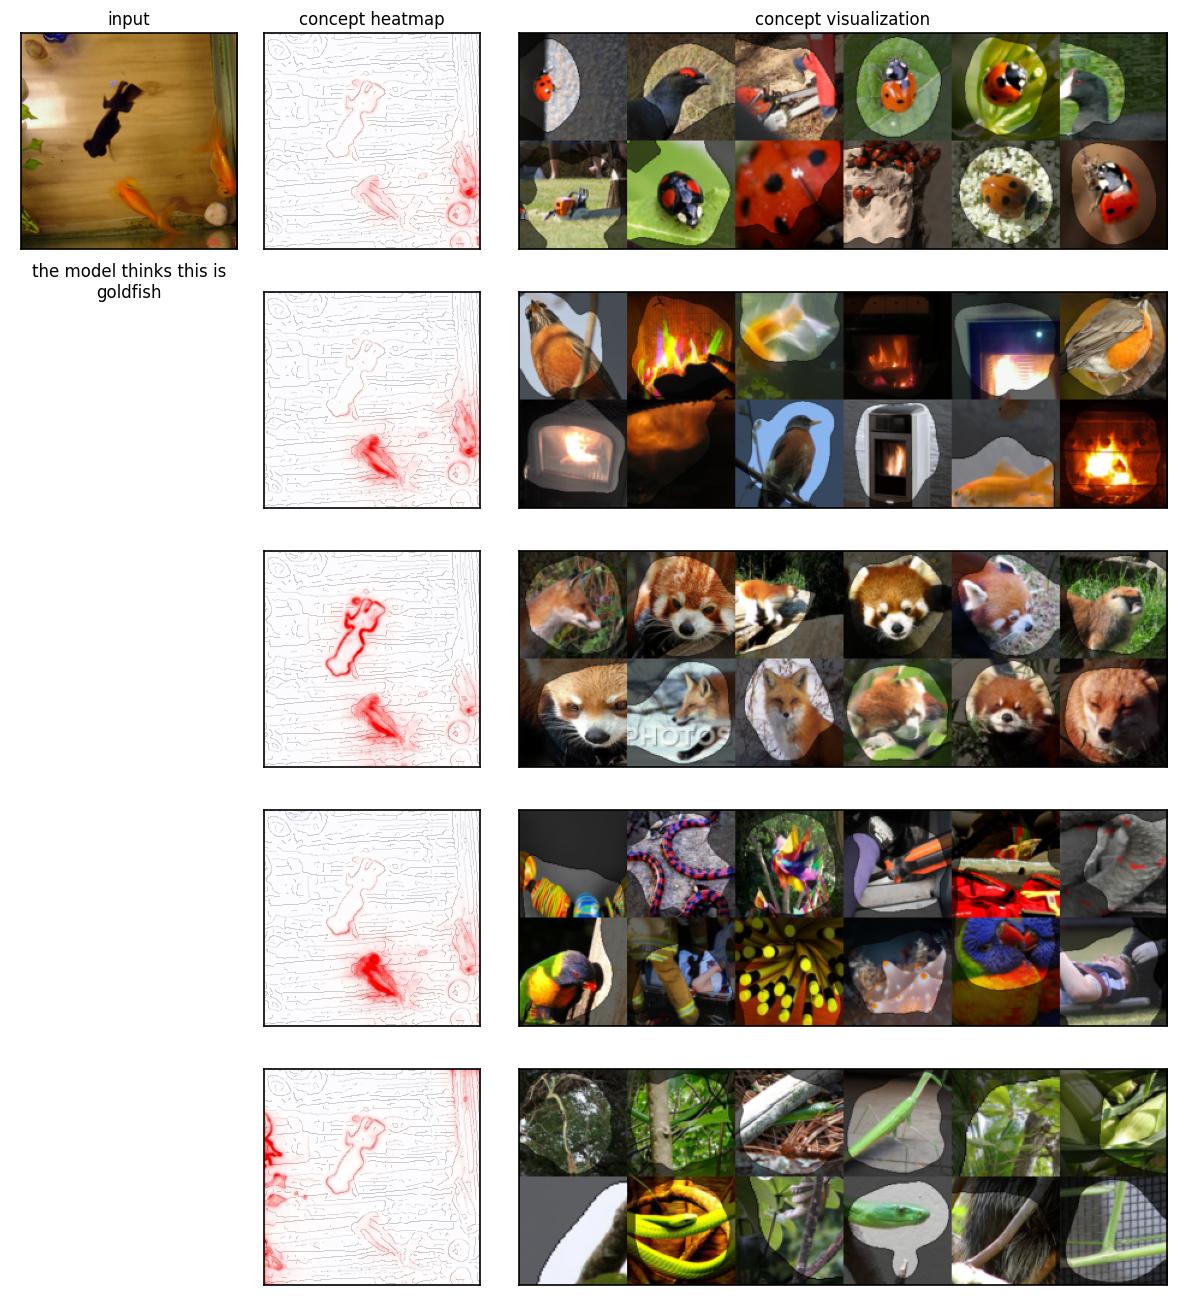 input
concept heatmap
concept visualization
the model thinks this is
goldfish
PHOTOS